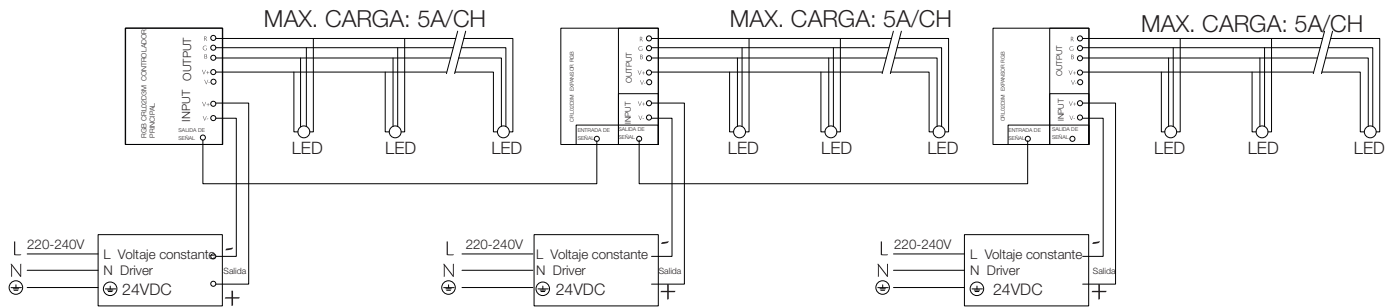 MAX. CARGA: 5A/CH
RGB CRL02D3M CONTROLADOR
PRINCIPAL
OUTPUT
R
G
B
V+
V-
INPUT
V+
V-
SALIDA DE
SEÑAL
LED
LED
LED
L 220-240V
N
L Voltaje constante
N Driver
24VDC
-
Salida
+
MAX. CARGA: 5A/CH
EXPANSOR RGB
OUTPUT
R
G
B
V+
V-
INPUT
V+
V-
ENTRADA DE
SEÑAL
SALIDA DE
SEÑAL
LED
LED
LED
L 220-240V
N
L Voltaje constante
N Driver
24VDC
-
Salida
+
MAX. CARGA: 5A/CH
EXPANSOR RGB
OUTPUT
R
G
B
V+
V-
INPUT
V+
V-
ENTRADA DE
SEÑAL
SALIDA DE
SEÑAL
LED
LED
LED
L 220-240V
N
L Voltaje constante
N Driver
24VDC
-
Salida
+